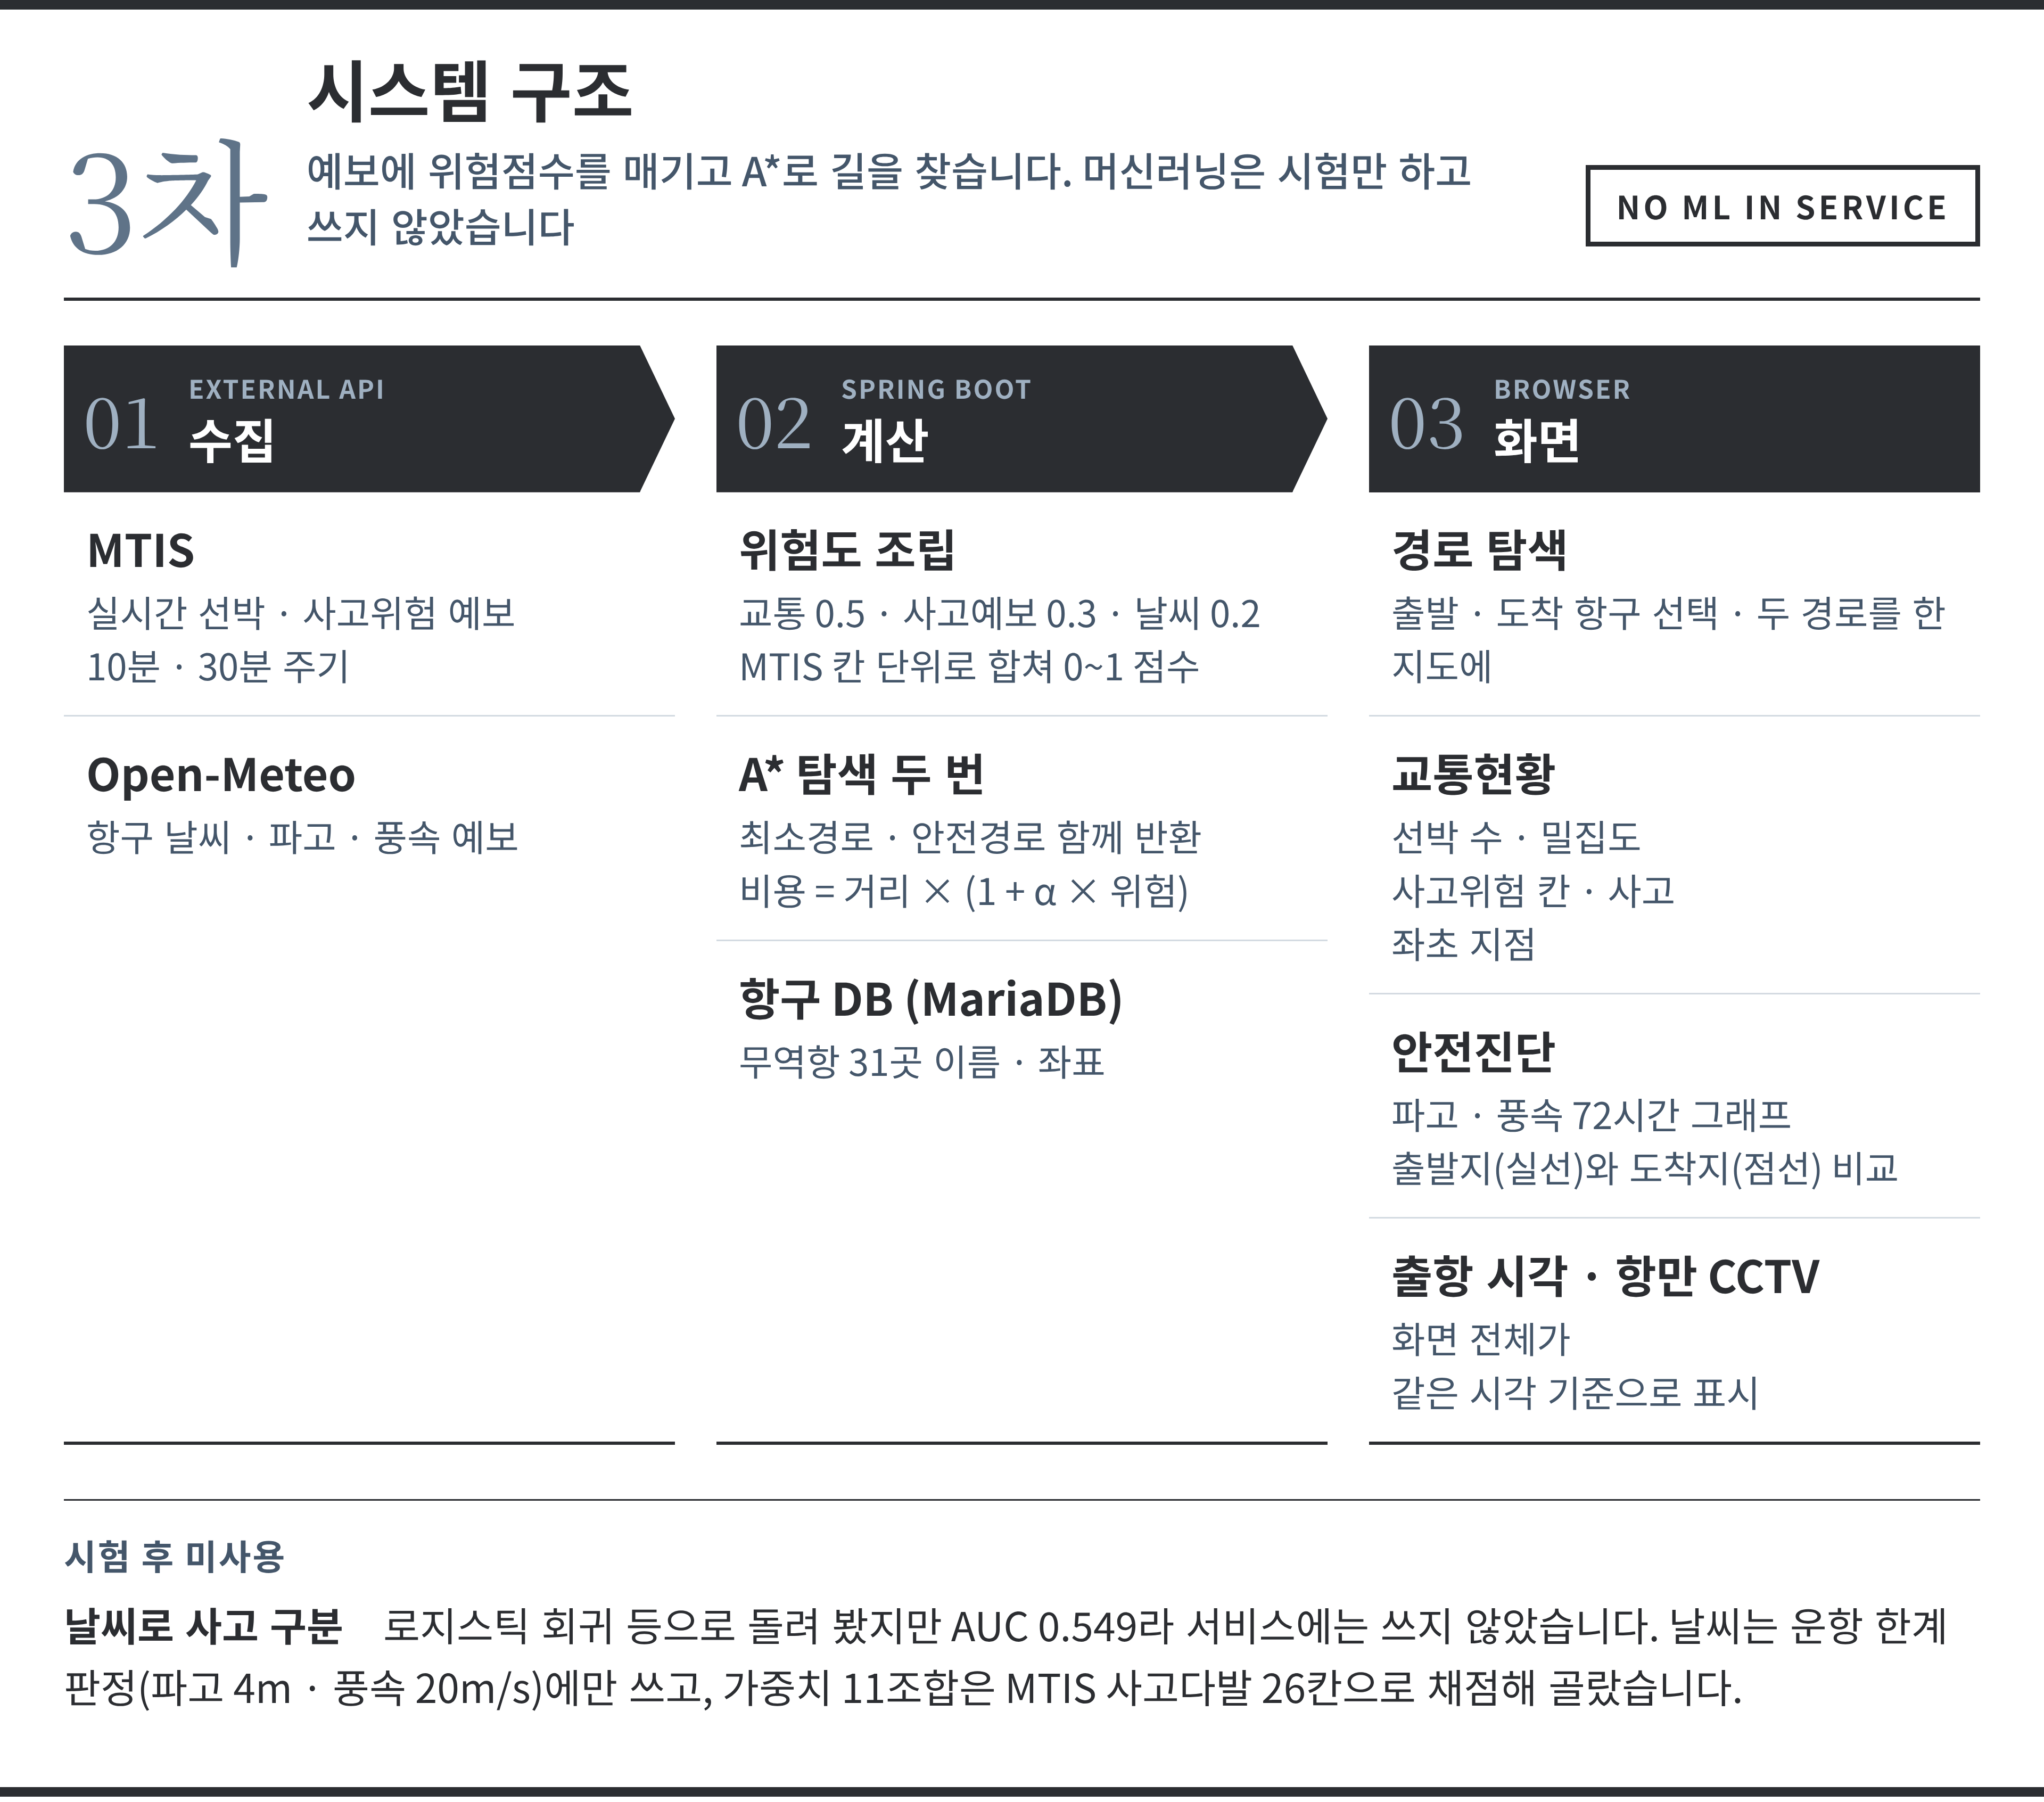 3차
시스템 구조
예보에 위험점수를 매기고 A*로 길을 찾습니다. 머신러닝은 시험만 하고
쓰지 않았습니다
NO ML IN SERVICE
01
EXTERNAL API
수집
MTIS
실시간 선박 · 사고위험 예보
10분 · 30분 주기
Open-Meteo
항구 날씨 · 파고 · 풍속 예보
02
SPRING BOOT
계산
위험도 조립
교통 0.5 · 사고예보 0.3 · 날씨 0.2
MTIS 칸 단위로 합쳐 0~1 점수
A* 탐색 두 번
최소경로 · 안전경로 함께 반환
비용 = 거리 × (1 + α × 위험)
항구 DB (MariaDB)
무역항 31곳 이름 · 좌표
03
BROWSER
화면
경로 탐색
출발 · 도착 항구 선택 · 두 경로를 한
지도에
교통현황
선박 수 · 밀집도
사고위험 칸 · 사고
좌초 지점
안전진단
파고 · 풍속 72시간 그래프
출발지(실선)와 도착지(점선) 비교
출항 시각 · 항만 CCTV
화면 전체가
같은 시각 기준으로 표시
시험 후 미사용
날씨로 사고 구분 로지스틱 회귀 등으로 돌려 봤지만 AUC 0.549라 서비스에는 쓰지 않았습니다. 날씨는 운항 한계
판정(파고 4m · 풍속 20m/s)에만 쓰고, 가중치 11조합은 MTIS 사고다발 26칸으로 채점해 골랐습니다.